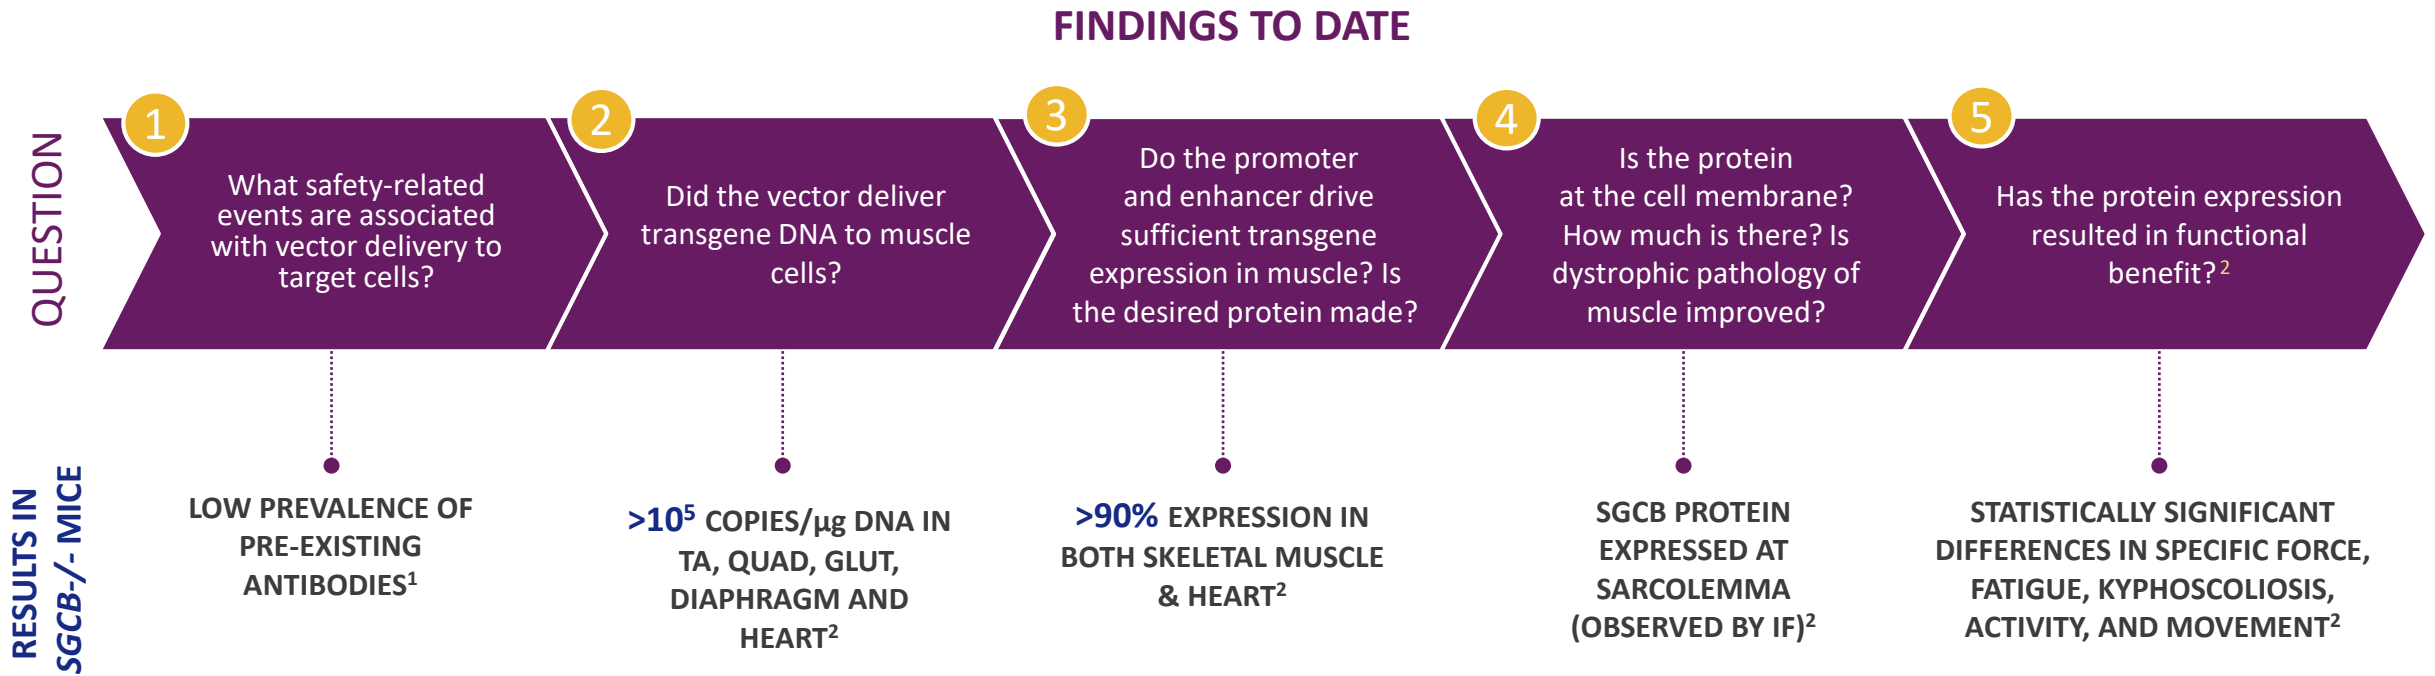 FINDINGS TO DATE
QUESTION
1
What safety-related
events are associated
with vector delivery to
target cells?
2
Did the vector deliver
transgene DNA to muscle
cells?
3
Do the promoter
and enhancer drive
sufficient transgene
expression in muscle? Is
the desired protein made?
4
Is the protein
at the cell membrane?
How much is there? Is
dystrophic pathology of
muscle improved?
5
Has the protein expression
resulted in functional
benefit?²
RESULTS IN
SGCB-/- MICE
LOW PREVALENCE OF
PRE-EXISTING
ANTIBODIES¹
>10⁵ COPIES/µg DNA IN
TA, QUAD, GLUT,
DIAPHRAGM AND
HEART²
>90% EXPRESSION IN
BOTH SKELETAL MUSCLE
& HEART²
SGCB PROTEIN
EXPRESSED AT
SARCOLEMMA
(OBSERVED BY IF)²
STATISTICALLY SIGNIFICANT
DIFFERENCES IN SPECIFIC FORCE,
FATIGUE, KYPHOSCOLIOSIS,
ACTIVITY, AND MOVEMENT²